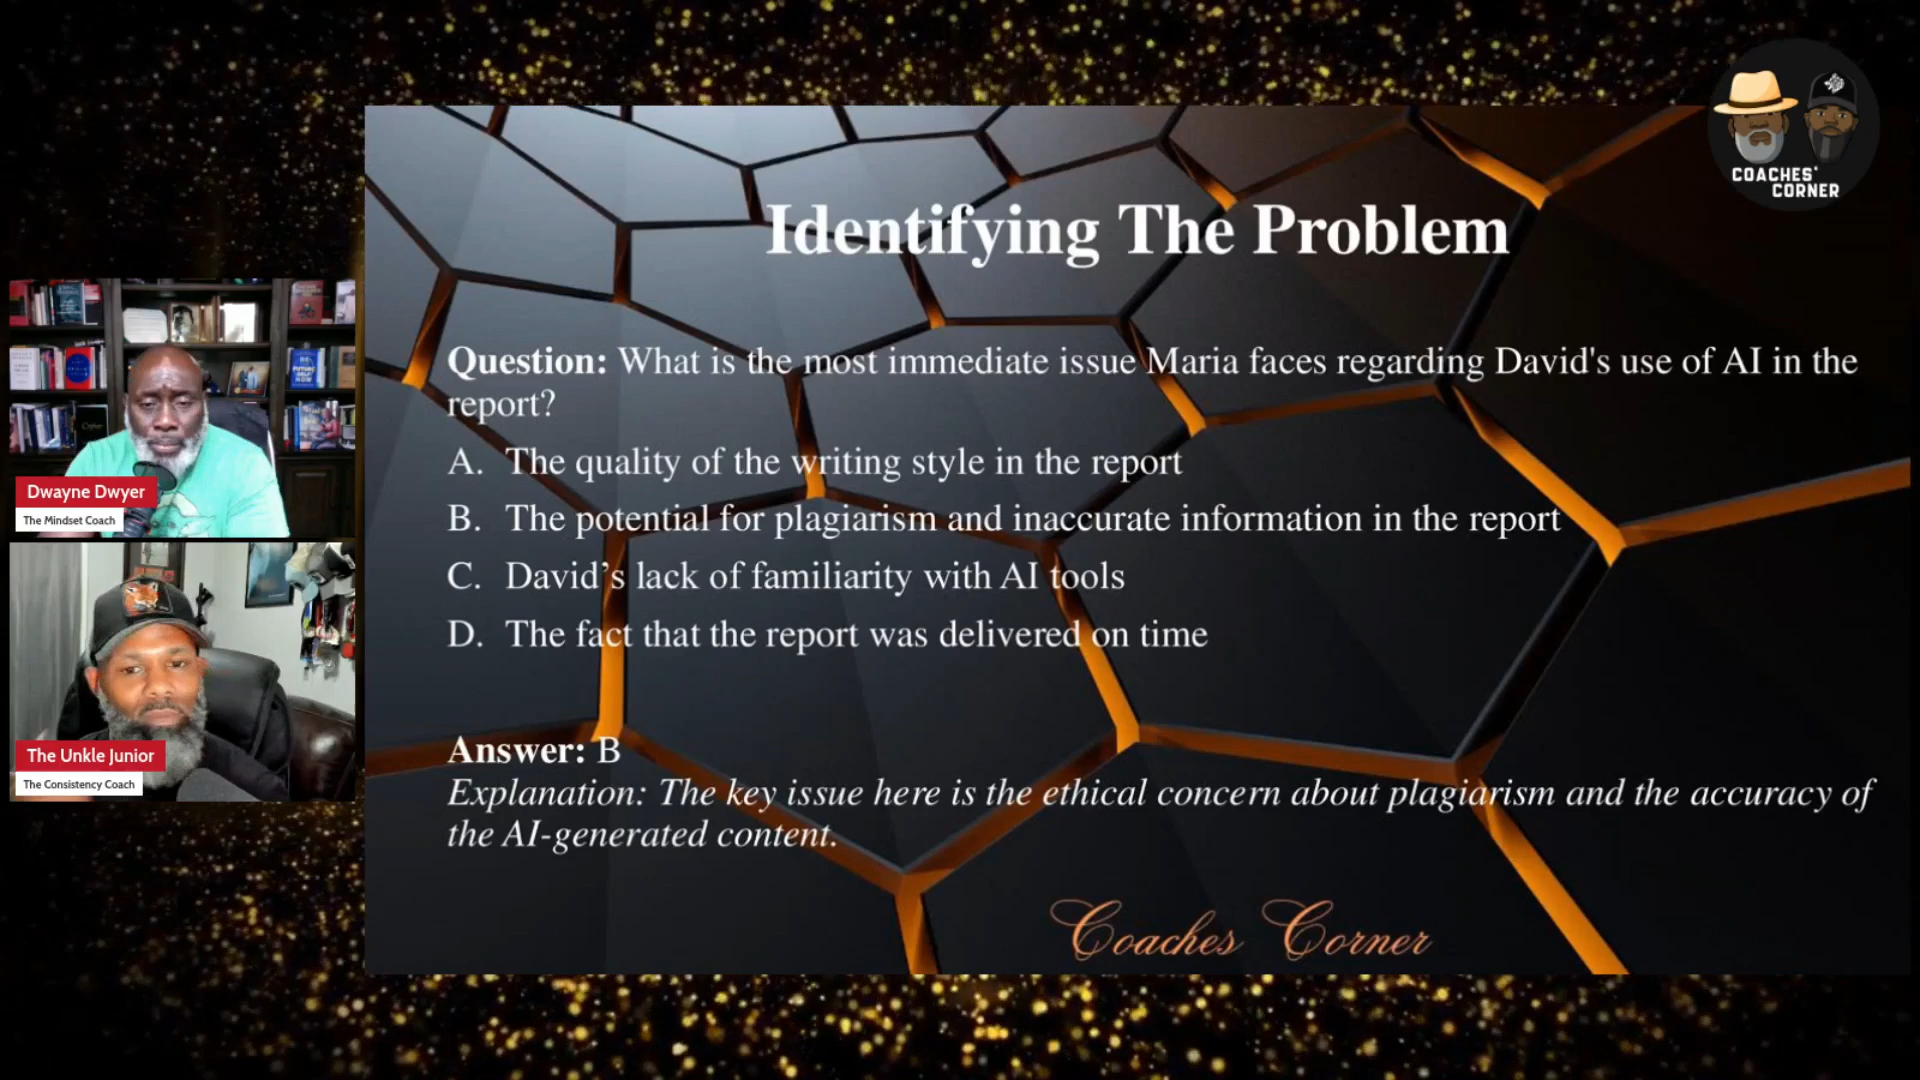 COACHES'
CORNER
Identifying The Problem
Question: What is the most immediate issue Maria faces regarding David's use of AI in the
report?
A. The quality of the writing style in the report
B. The potential for plagiarism and inaccurate information in the report
C. David’s lack of familiarity with AI tools
D. The fact that the report was delivered on time
Answer: B
Explanation: The key issue here is the ethical concern about plagiarism and the accuracy of
the AI-generated content.
Coaches Corner
Dwayne Dwyer
The Mindset Coach
The Unkle Junior
The Consistency Coach